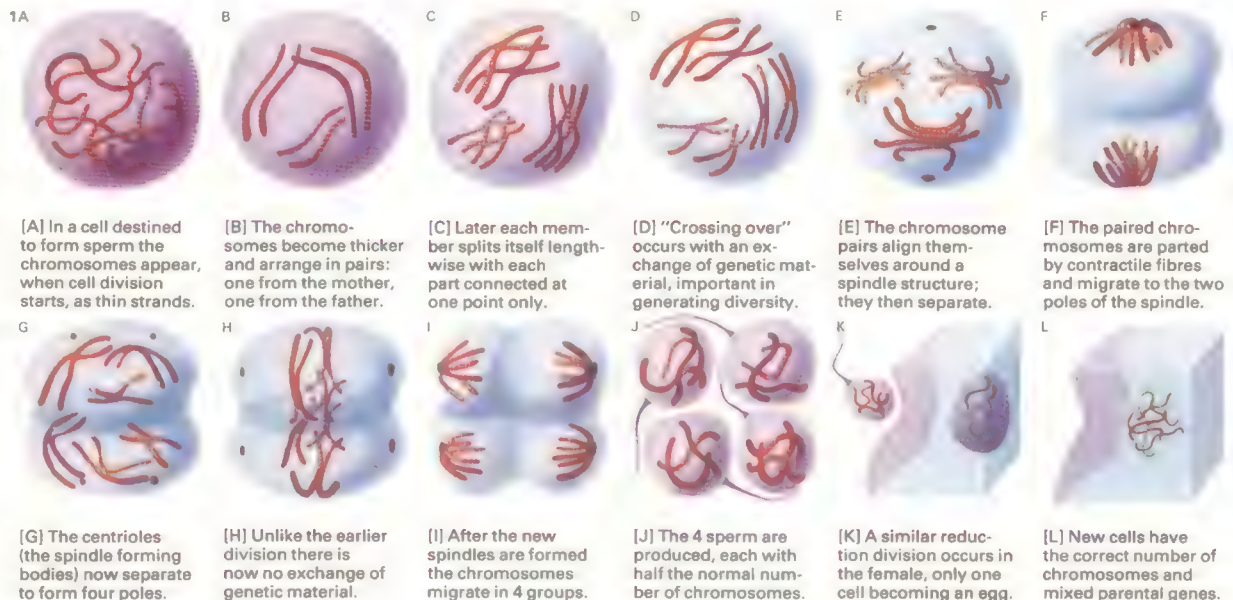 1A
B
C
D
E
F
[A] In a cell destined
to form sperm the
chromosomes appear,
when cell division
starts, as thin strands.
[B] The chromo-
somes become thicker
and arrange in pairs:
one from the mother,
one from the father.
[C] Later each mem-
ber splits itself length-
wise with each
part connected at
one point only.
[D] "Crossing over"
occurs with an ex-
change of genetic mat-
erial, important in
generating diversity.
[E] The chromosome
pairs align them-
selves around a
spindle structure;
they then separate.
[F] The paired chro-
mosomes are parted
by contractile fibres
and migrate to the two
poles of the spindle.
G
H
I
J
K
L
[G] The centrioles
(the spindle forming
bodies) now separate
to form four poles.
[H] Unlike the earlier
division there is
now no exchange of
genetic material.
[I] After the new
spindles are formed
the chromosomes
migrate in 4 groups.
[J] The 4 sperm are
produced, each with
half the normal num-
ber of chromosomes.
[K] A similar reduc-
tion division occurs in
the female, only one
cell becoming an egg.
[L] New cells have
the correct number of
chromosomes and
mixed parental genes.